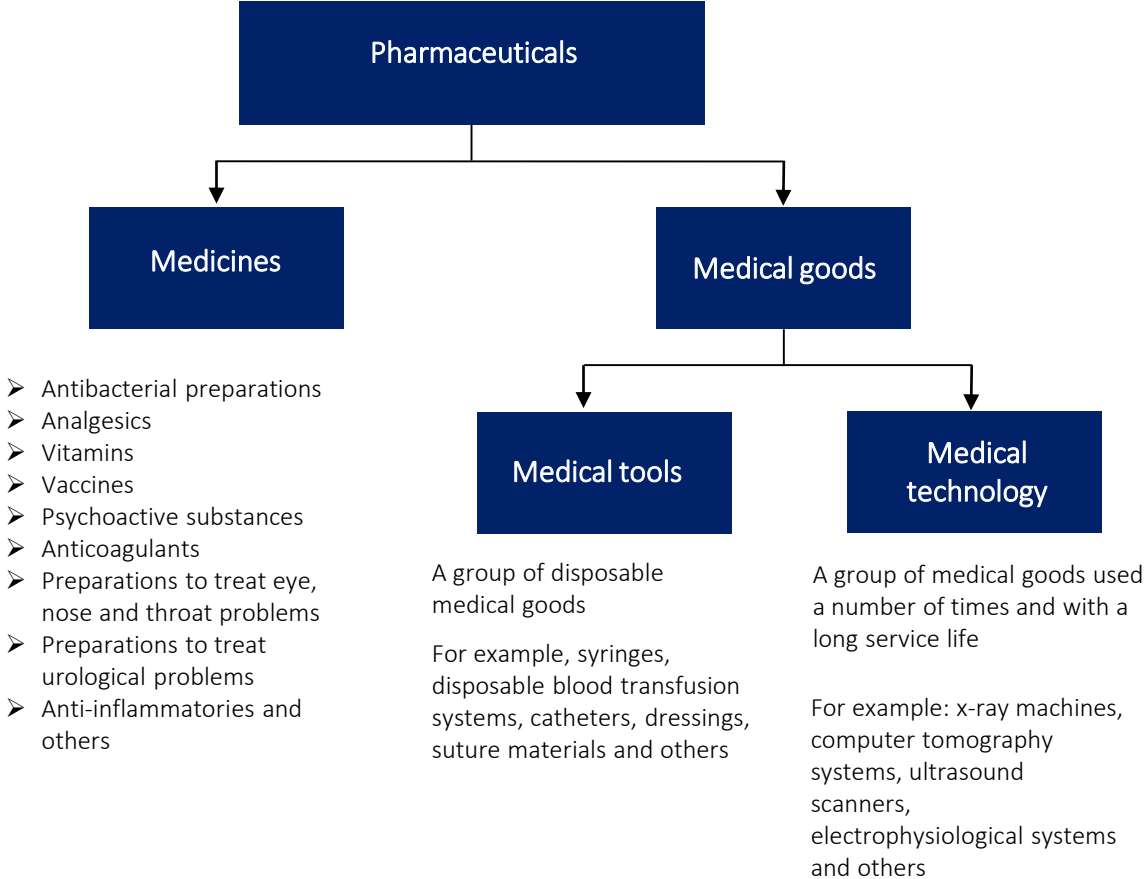 Pharmaceuticals
Medicines
Medical goods
➢ Antibacterial preparations
➢ Analgesics
➢ Vitamins
➢ Vaccines
➢ Psychoactive substances
➢ Anticoagulants
➢ Preparations to treat eye,
nose and throat problems
➢ Preparations to treat
urological problems
➢ Anti-inflammatories and
others
Medical tools
A group of disposable
medical goods
For example, syringes,
disposable blood transfusion
systems, catheters, dressings,
suture materials and others
Medical
technology
A group of medical goods used
a number of times and with a
long service life
For example: x-ray machines,
computer tomography
systems, ultrasound
scanners,
electrophysiological systems
and others